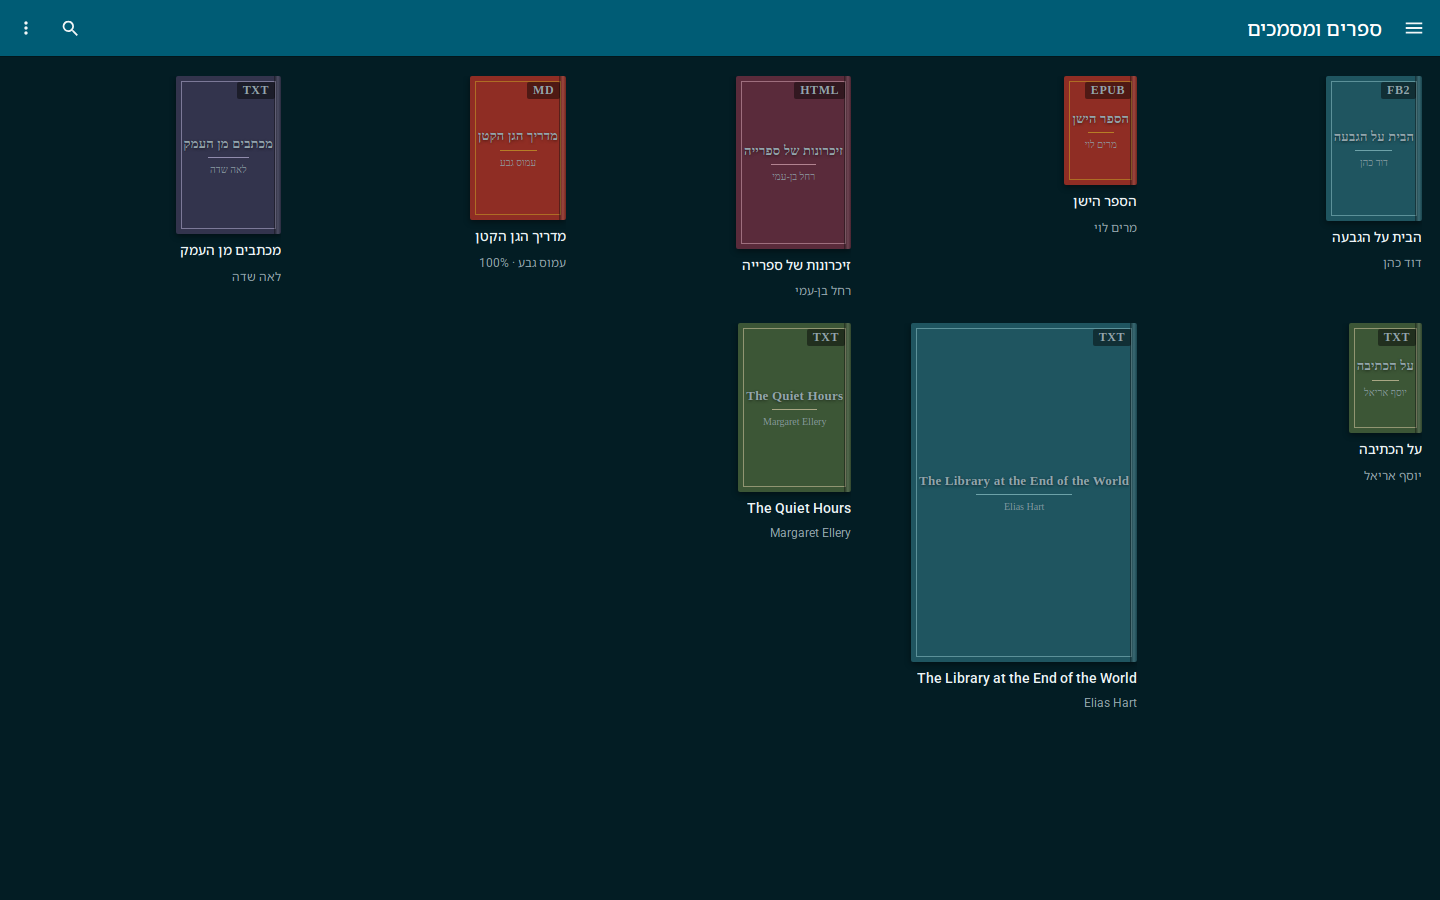 ספרים ומסמכים
FB2
הבית על הגבעה
דוד כהן
הבית על הגבעה
דוד כהן
EPUB
הספר הישן
מרים לוי
הספר הישן
מרים לוי
HTML
זיכרונות של ספרייה
רחל בן-עמי
זיכרונות של ספרייה
רחל בן-עמי
MD
מדריך הגן הקטן
עמוס גבע
מדריך הגן הקטן
עמוס גבע · 100%
TXT
מכתבים מן העמק
לאה שדה
מכתבים מן העמק
לאה שדה
TXT
על הכתיבה
יוסף אריאל
על הכתיבה
יוסף אריאל
TXT
The Library at the End of the World
Elias Hart
The Library at the End of the World
Elias Hart
TXT
The Quiet Hours
Margaret Ellery
The Quiet Hours
Margaret Ellery